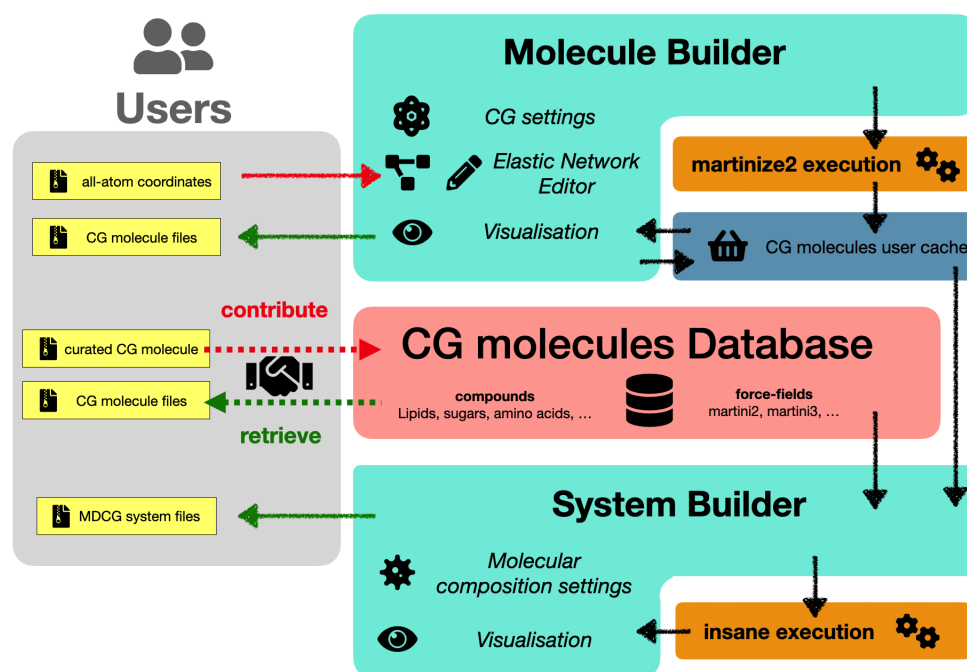 Users
all-atom coordinates
CG molecule files
contribute
curated CG molecule
CG molecule files
retrieve
MDCG system files
Molecule Builder
CG settings
Elastic Network
Editor
Visualisation
martinize2 execution
CG molecules user cache
CG molecules Database
compounds
Lipids, sugars, amino acids, ...
force-fields
martini2, martini3, ...
System Builder
Molecular
composition settings
Visualisation
insane execution